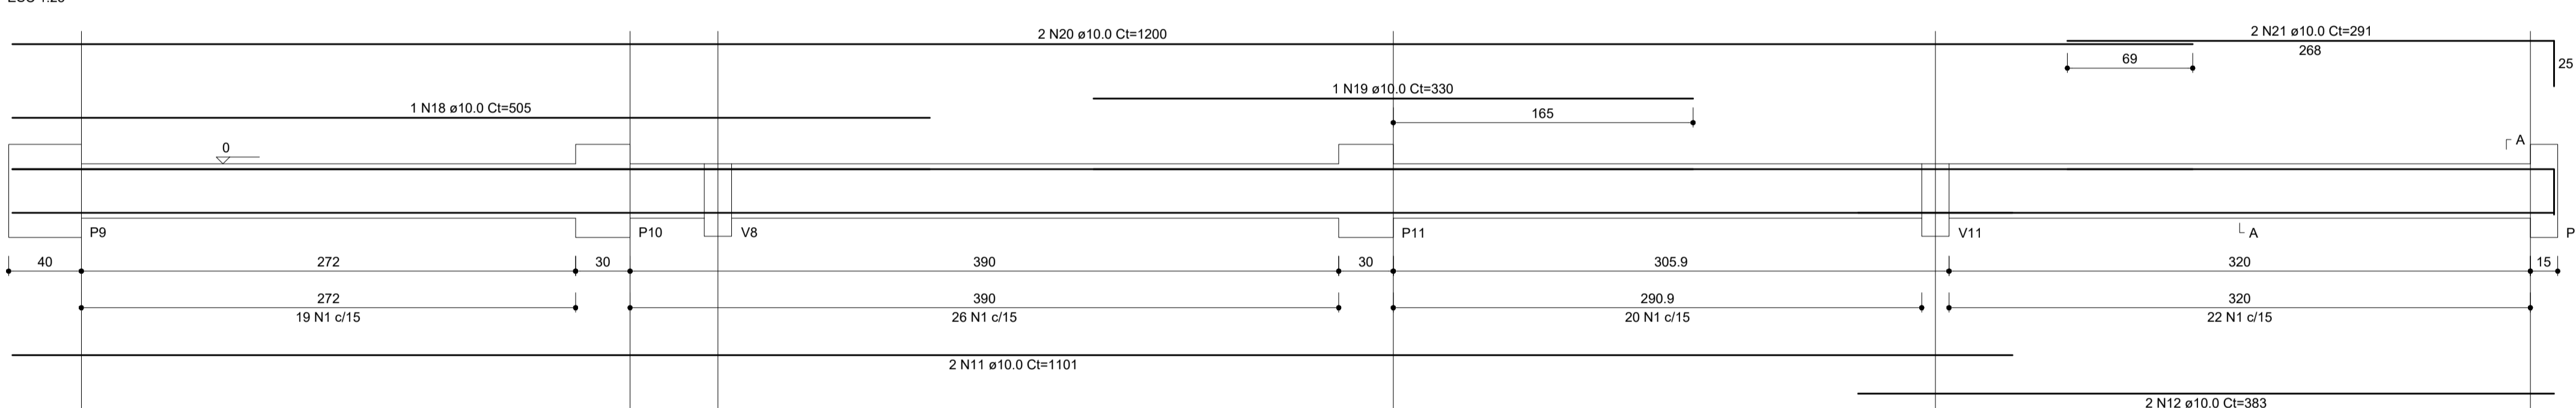 2 N20 ø10.0 Ct=1200
2 N21 ø10.0 Ct=291
268
69
25
1 N19 ø10.0 Ct=330
1 N18 ø10.0 Ct=505
165
0
A
P9
P10
V8
P11
V11
A
P
40
272
30
390
30
305.9
320
15
272
390
290.9
320
19 N1 c/15
26 N1 c/15
20 N1 c/15
22 N1 c/15
2 N11 ø10.0 Ct=1101
2 N12 ø10.0 Ct=383